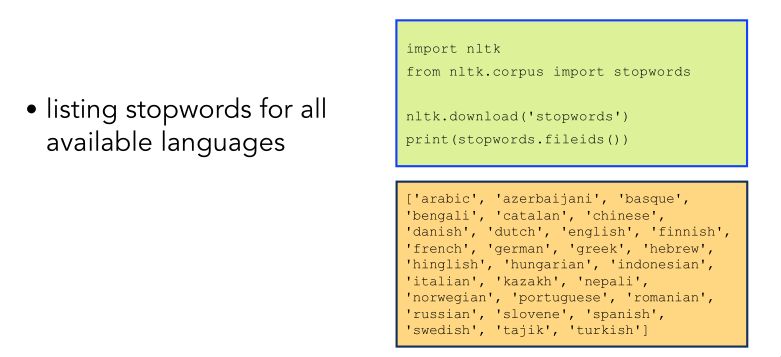 • listing stopwords for all
available languages
import nltk
from nltk.corpus import stopwords
nltk.download('stopwords')
print(stopwords.fileids())
['arabic', 'azerbaijani', 'basque',
'bengali', 'catalan', 'chinese',
'danish', 'dutch', 'english', 'finnish',
'french', 'german', 'greek', 'hebrew',
'hinglish', 'hungarian', 'indonesian',
'italian', 'kazakh', 'nepali',
'norwegian', 'portuguese', 'romanian',
'russian', 'slovene', 'spanish',
'swedish', 'tajik', 'turkish']